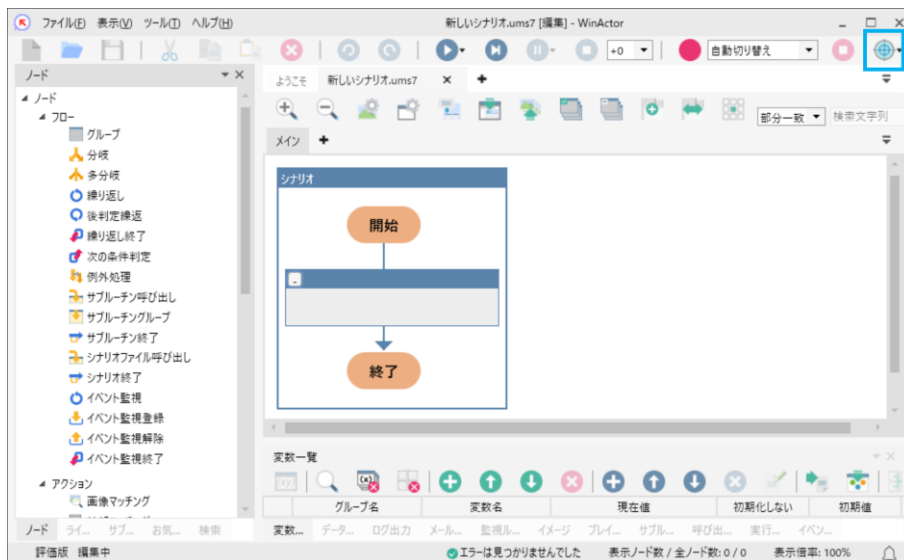 ファイル(F) 表示(V) ツール(T) ヘルプ(H) 新しいシナリオ.ums7 [編集] - WinActor
+0 自動切り替え
ノード
ようこそ 新しいシナリオ.ums7
ノード
フロー
グループ
分岐
多分岐
繰り返し
後判定繰返
繰り返し終了
次の条件判定
例外処理
サブルーチン呼び出し
サブルーチングループ
サブルーチン終了
シナリオファイル呼び出し
シナリオ終了
イベント監視
イベント監視登録
イベント監視解除
イベント監視終了
アクション
画像マッチング
ノード ライ... サブ... お気... 検索
部分一致 検索文字列
メイン
シナリオ
開始
終了
変数一覧
グループ名 変数名 現在値 初期化しない 初期値
変数... データ... ログ出力 メール... 監視ル... イメージ ブレイ... サブル... 呼び出... 実行... イベン...
評価版 編集中 エラーは見つかりませんでした 表示ノード数 / 全ノード数: 0 / 0 表示倍率: 100%